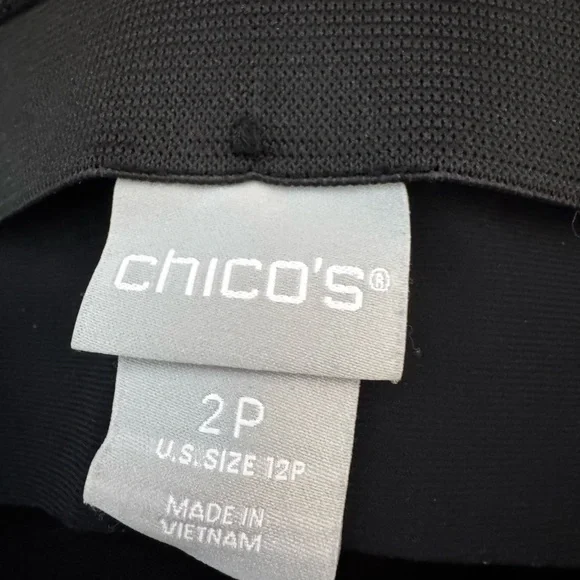 chico's®
2P
U.S. SIZE 12P
MADE IN
VIETNAM